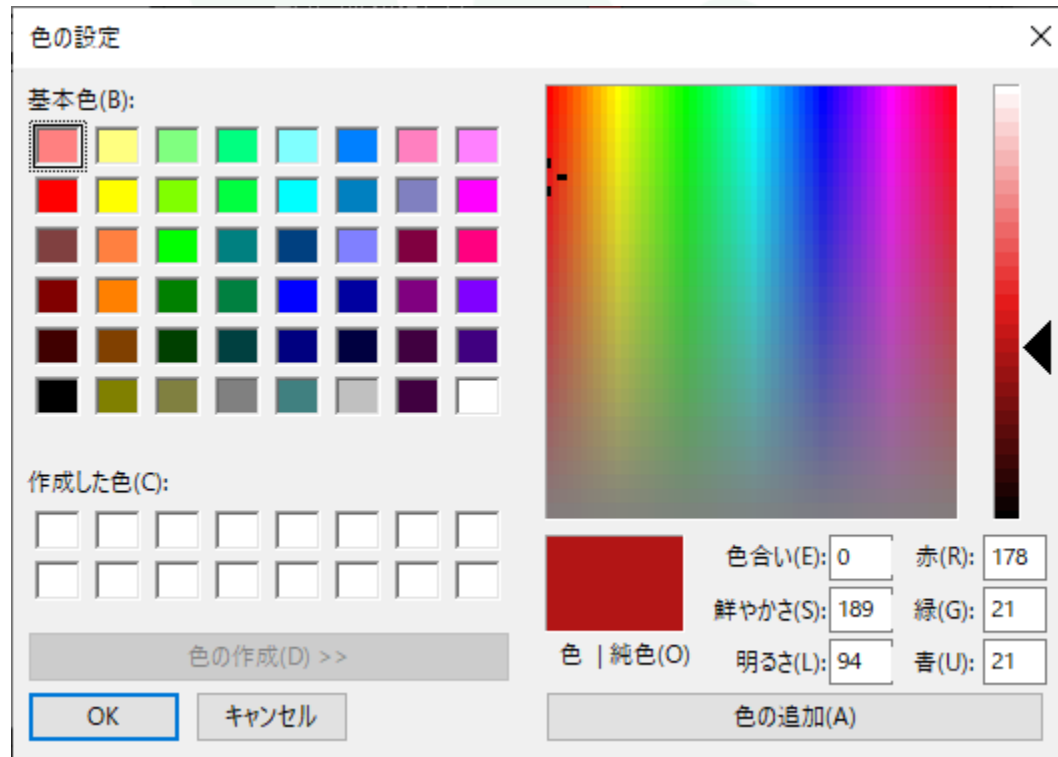 色の設定
基本色(B):
作成した色(C):
色の作成(D) >>
OK
キャンセル
色 | 純色(O)
色合い(E): 0
赤(R): 178
鮮やかさ(S): 189
緑(G): 21
明るさ(L): 94
青(U): 21
色の追加(A)